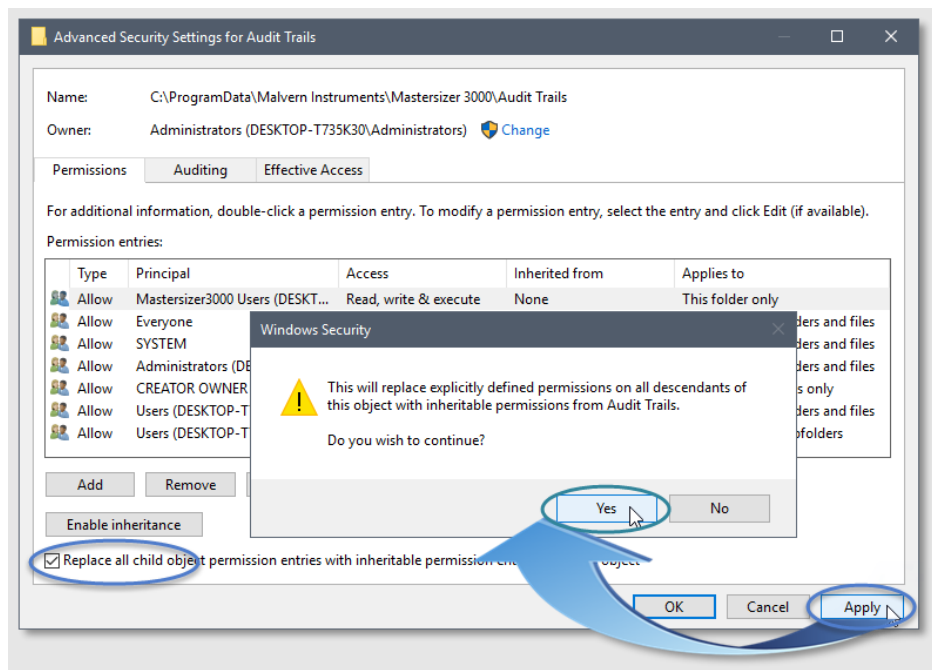 Advanced Security Settings for Audit Trails
Name: C:\ProgramData\Malvern Instruments\Mastersizer 3000\Audit Trails
Owner: Administrators (DESKTOP-T735K30\Administrators) Change
Permissions Auditing Effective Access
For additional information, double-click a permission entry. To modify a permission entry, select the entry and click Edit (if available).
Permission entries:
Type Principal Access Inherited from Applies to
Allow Mastersizer3000 Users (DESKT... Read, write & execute None This folder only
Allow Everyone ders and files
Allow SYSTEM ders and files
Allow Administrators (DE ders and files
Allow CREATOR OWNER s only
Allow Users (DESKTOP-T ders and files
Allow Users (DESKTOP-T ofolders
Windows Security
This will replace explicitly defined permissions on all descendants of
this object with inheritable permissions from Audit Trails.
Do you wish to continue?
Yes No
Add Remove
Enable inheritance
Replace all child object permission entries with inheritable permission object
OK Cancel Apply